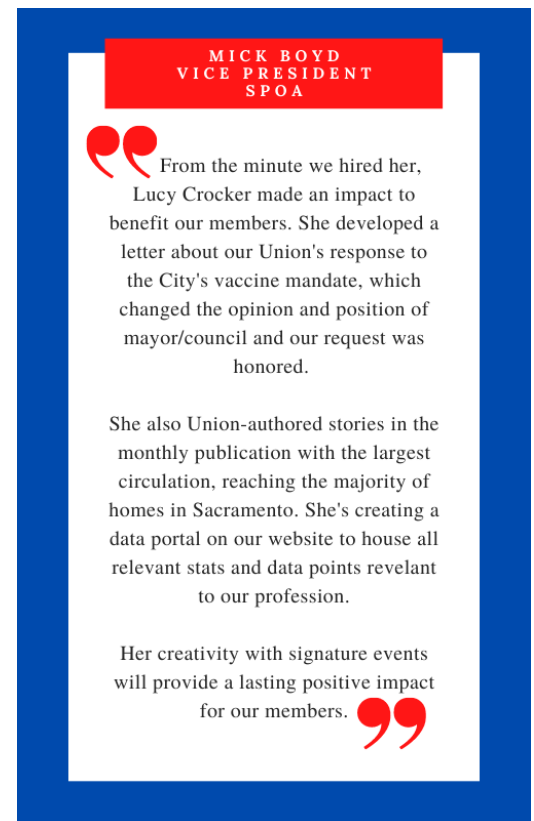 MICK BOYD
VICE PRESIDENT
SPOA
❟❟ From the minute we hired her,
Lucy Crocker made an impact to
benefit our members. She developed a
letter about our Union's response to
the City's vaccine mandate, which
changed the opinion and position of
mayor/council and our request was
honored.
She also Union-authored stories in the
monthly publication with the largest
circulation, reaching the majority of
homes in Sacramento. She's creating a
data portal on our website to house all
relevant stats and data points revelant
to our profession.
Her creativity with signature events
will provide a lasting positive impact
for our members. ❟❟